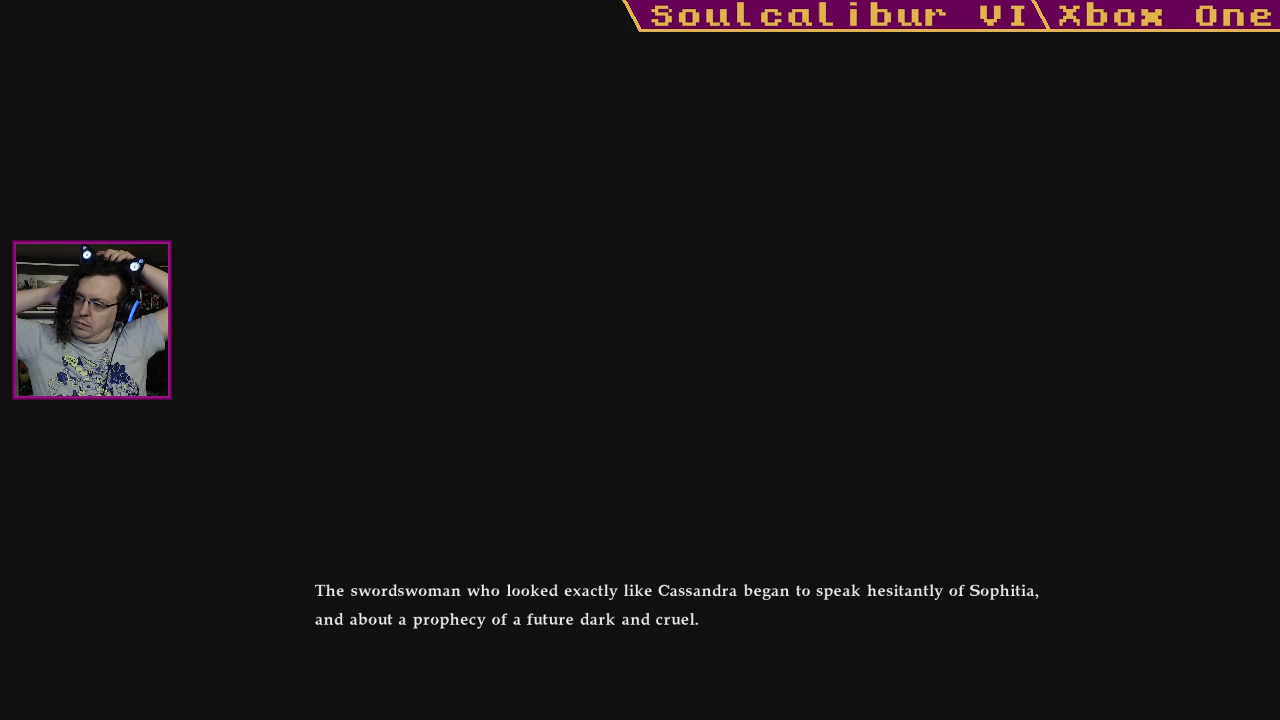 Soulcalibur VI Xbox One
The swordswoman who looked exactly like Cassandra began to speak hesitantly of Sophitia,
and about a prophecy of a future dark and cruel.